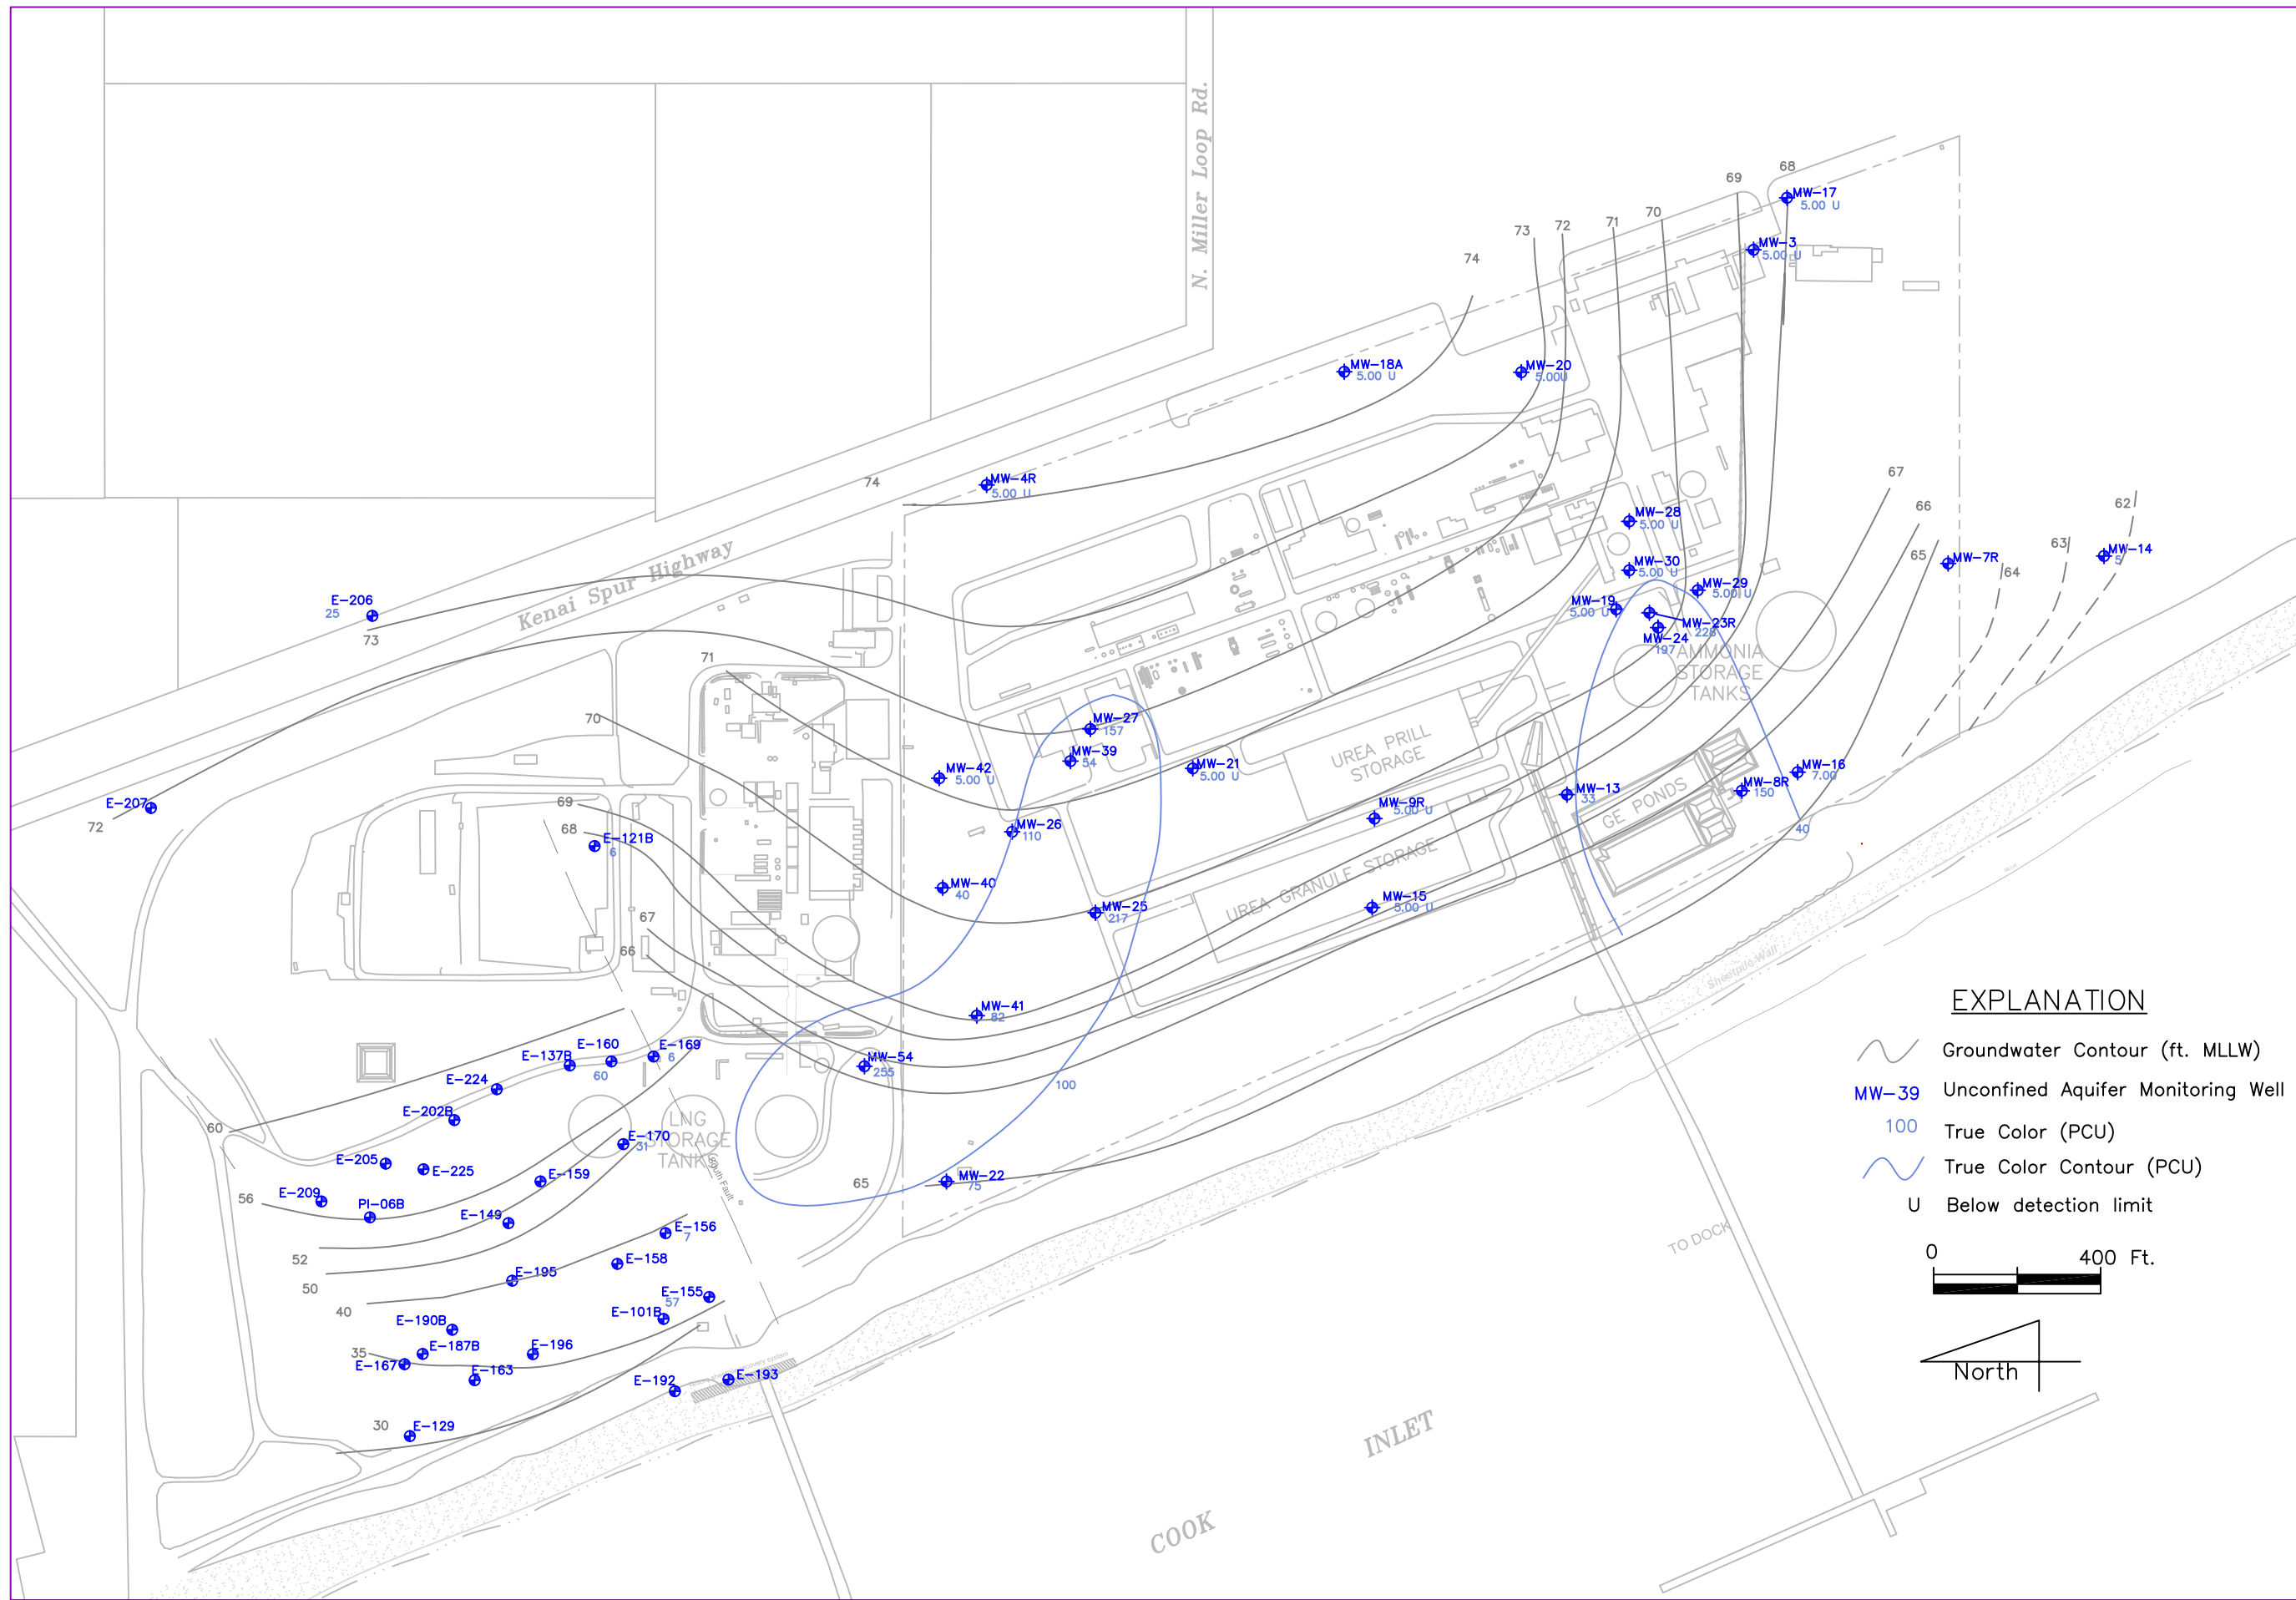 N. Miller Loop Rd.
68
69
MW-17
5.00 U
70
71
72
73
74
MW-3
5.00 U
MW-18A
5.00 U
MW-20
5.00U
74
MW-4R
5.00 U
67
66
65
62
63
64
MW-28
5.00 U
MW-7R
MW-14
5
MW-30
5.00 U
MW-29
5.00 U
Kenai Spur Highway
E-206
25
73
MW-19
5.00 U
MW-23R
228
MW-24
197
AMMONIA
STORAGE
TANKS
71
70
MW-27
157
MW-39
54
UREA PRILL
STORAGE
MW-42
5.00 U
MW-21
5.00 U
MW-16
7.00
MW-8R
150
MW-13
33
GE PONDS
E-207
72
69
68
MW-9R
5.00 U
40
MW-26
110
E-121B
6
UREA GRANULE STORAGE
MW-40
40
MW-25
217
MW-15
5.00 U
67
66
Sheetpile Wall
MW-41
82
E-160
E-137B
60
E-169
6
MW-54
255
100
E-224
E-202B
60
LNG
STORAGE
TANKS
E-170
31
E-205
E-225
E-159
South Fault
E-209
56
PI-06B
E-149
65
MW-22
75
E-156
7
52
E-158
50
E-195
40
E-155
57
E-101B
E-190B
35
E-187B
E-167
E-196
E-163
E-192
E-193
30
E-129
TO DOCK
COOK
INLET
EXPLANATION
Groundwater Contour (ft. MLLW)
MW-39 Unconfined Aquifer Monitoring Well
100 True Color (PCU)
True Color Contour (PCU)
U Below detection limit
0 400 Ft.
North